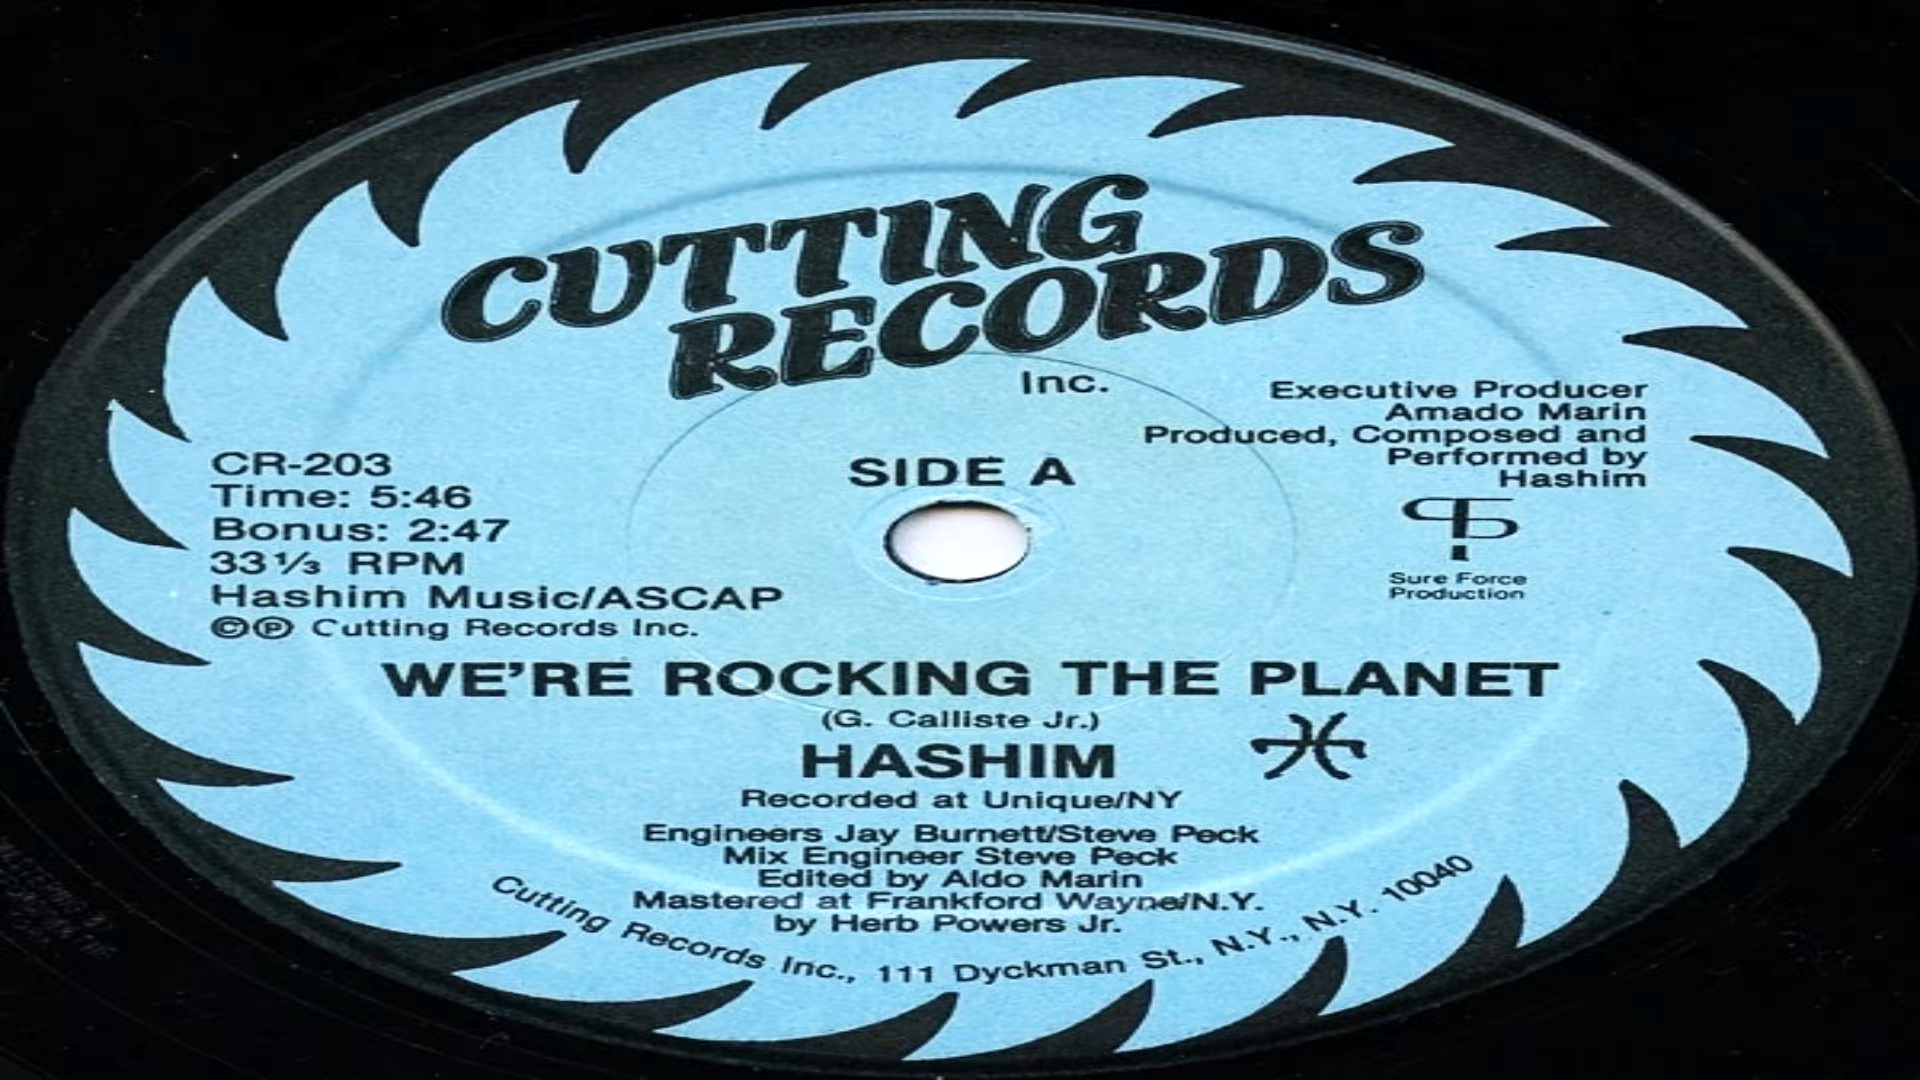 CUTTING
RECORDS
Inc.
Executive Producer
Amado Marin
Produced, Composed and
Performed by
Hashim
Sure Force
Production
SIDE A
CR-203
Time: 5:46
Bonus: 2:47
33⅓ RPM
Hashim Music/ASCAP
©℗ Cutting Records Inc.
WE'RE ROCKING THE PLANET
(G. Calliste Jr.)
HASHIM
Recorded at Unique/NY
Engineers Jay Burnett/Steve Peck
Mix Engineer Steve Peck
Edited by Aldo Marin
Mastered at Frankford Wayne/N.Y.
by Herb Powers Jr.
Cutting Records Inc., 111 Dyckman St., N.Y., N.Y. 10040